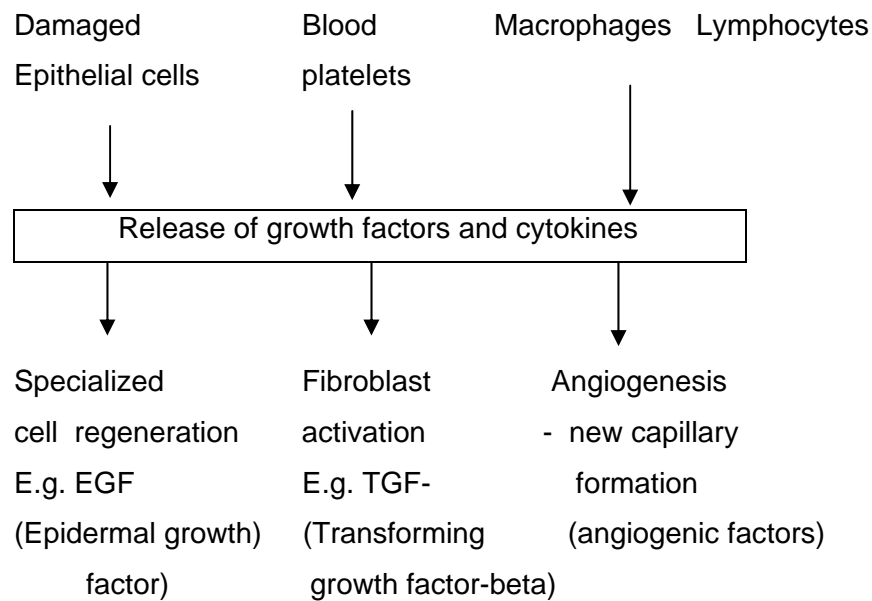 Damaged Blood Macrophages Lymphocytes
Epithelial cells platelets
Release of growth factors and cytokines
Specialized Fibroblast Angiogenesis
cell regeneration activation - new capillary
E.g. EGF E.g. TGF- formation
(Epidermal growth) (Transforming (angiogenic factors)
factor) growth factor-beta)